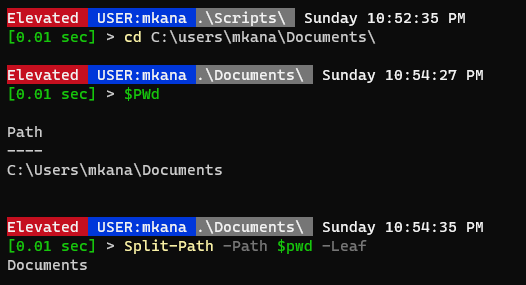 Elevated USER:mkana .\Scripts\ Sunday 10:52:35 PM
[0.01 sec] > cd C:\users\mkana\Documents\
Elevated USER:mkana .\Documents\ Sunday 10:54:27 PM
[0.01 sec] > $PWd
Path
----
C:\Users\mkana\Documents
Elevated USER:mkana .\Documents\ Sunday 10:54:35 PM
[0.01 sec] > Split-Path -Path $pwd -Leaf
Documents